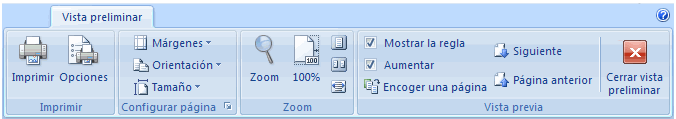 Vista preliminar
Imprimir Opciones
Imprimir
Márgenes
Orientación
Tamaño
Configurar página
Zoom
100
100%
Zoom
Mostrar la regla
Aumentar
Encoger una página
Siguiente
Página anterior
Cerrar vista
preliminar
Vista previa